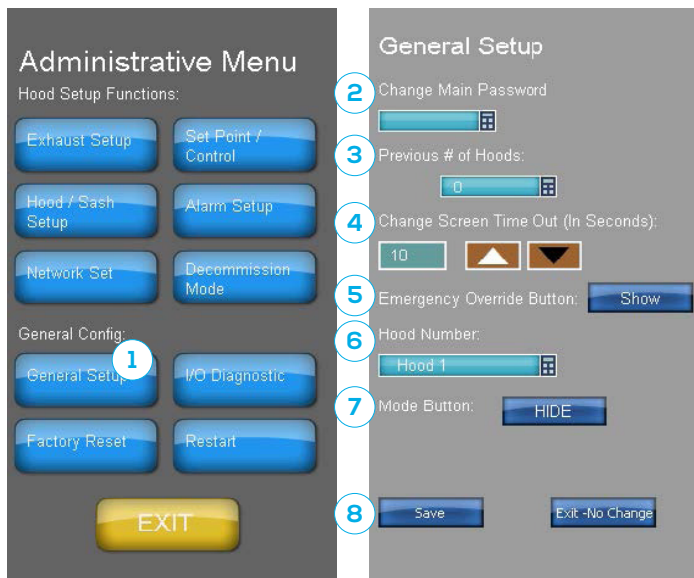 Administrative Menu
Hood Setup Functions:
Exhaust Setup
Set Point /
Control
Hood / Sash
Setup
Alarm Setup
Network Set
Decommission
Mode
General Config:
1
General Setup
I/O Diagnostic
Factory Reset
Restart
EXIT
General Setup
2
Change Main Password
3
Previous # of Hoods:
0
4
Change Screen Time Out (In Seconds):
10
5
Emergency Override Button:
Show
6
Hood Number:
Hood 1
7
Mode Button:
HIDE
8
Save
Exit -No Change